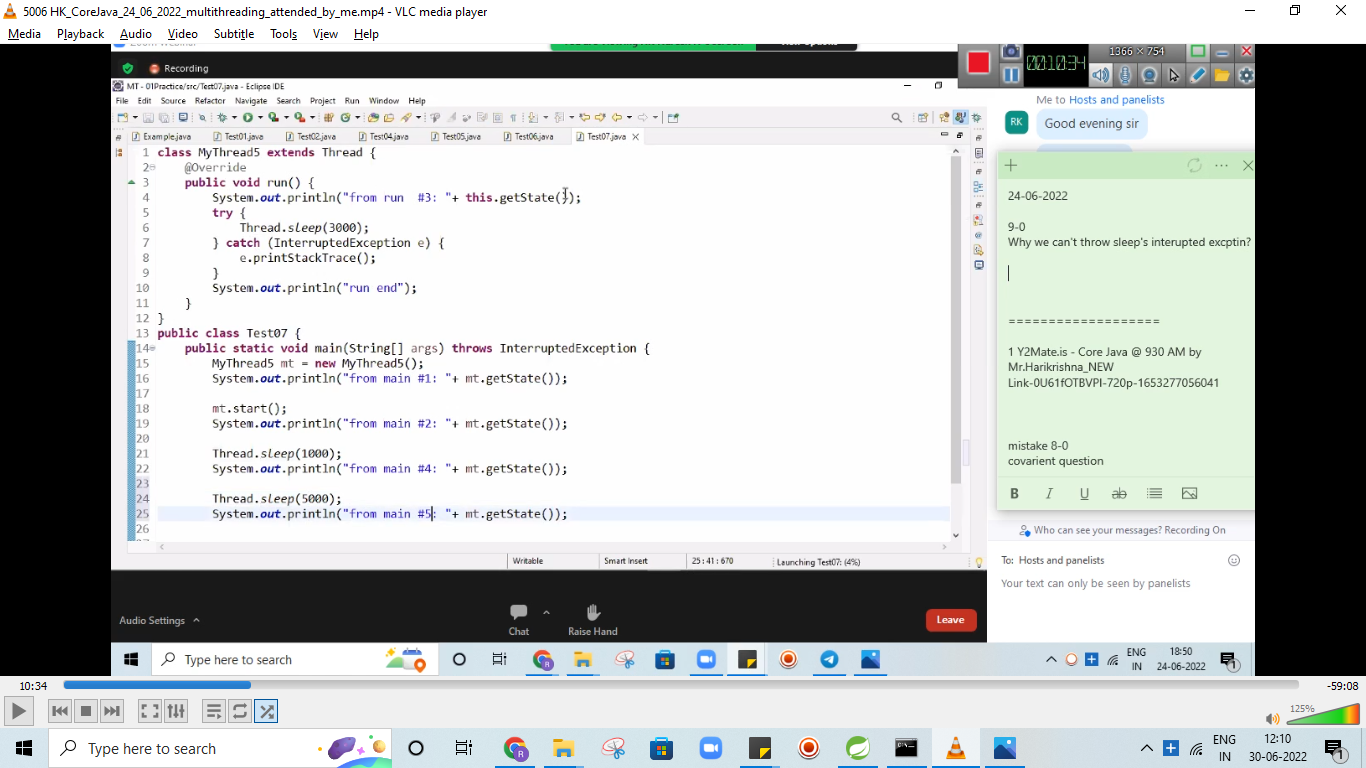 5006 HK_CoreJava_24_06_2022_multithreading_attended_by_me.mp4 - VLC media player
Media Playback Audio Video Subtitle Tools View Help
Recording
1366 × 754
00:10:34
MT - 01Practice/src/Test07.java - Eclipse IDE
File Edit Source Refactor Navigate Search Project Run Window Help
Example.java Test01.java Test02.java Test04.java Test05.java Test06.java Test07.java
1 class MyThread5 extends Thread {
2 @Override
3 public void run() {
4 System.out.println("from run  #3: "+ this.getState());
5 try {
6 Thread.sleep(3000);
7 } catch (InterruptedException e) {
8 e.printStackTrace();
9 }
10 System.out.println("run end");
11 }
12 }
13 public class Test07 {
14 public static void main(String[] args) throws InterruptedException {
15 MyThread5 mt = new MyThread5();
16 System.out.println("from main #1: "+ mt.getState());
17
18 mt.start();
19 System.out.println("from main #2: "+ mt.getState());
20
21 Thread.sleep(1000);
22 System.out.println("from main #4: "+ mt.getState());
23
24 Thread.sleep(5000);
25 System.out.println("from main #5: "+ mt.getState());
26
Writable Smart Insert 25 : 41 : 670 Launching Test07: (4%)
Me to Hosts and panelists
RK Good evening sir
24-06-2022
9-0
Why we can't throw sleep's interupted excptin?
===================
1 Y2Mate.is - Core Java @ 930 AM by
Mr.Harikrishna_NEW
Link-0U61fOTBVPI-720p-1653277056041
mistake 8-0
covarient question
B I U ab
Who can see your messages? Recording On
To: Hosts and panelists
Your text can only be seen by panelists
Audio Settings Chat Raise Hand Leave
Type here to search
ENG
IN
18:50
24-06-2022
1
10:34 -59:08
125%
Type here to search
ENG
IN
12:10
30-06-2022
1